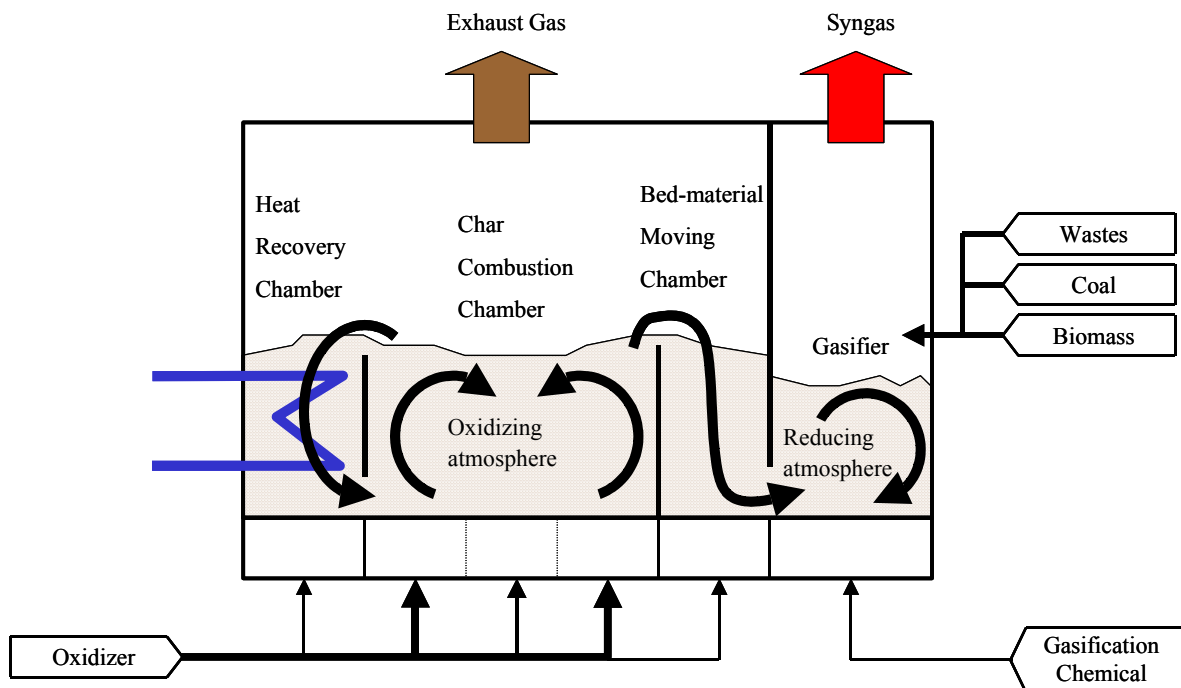 Exhaust Gas
Syngas
Heat
Recovery
Chamber
Char
Combustion
Chamber
Bed-material
Moving
Chamber
Wastes
Coal
Biomass
Gasifier
Oxidizing
atmosphere
Reducing
atmosphere
Oxidizer
Gasification
Chemical